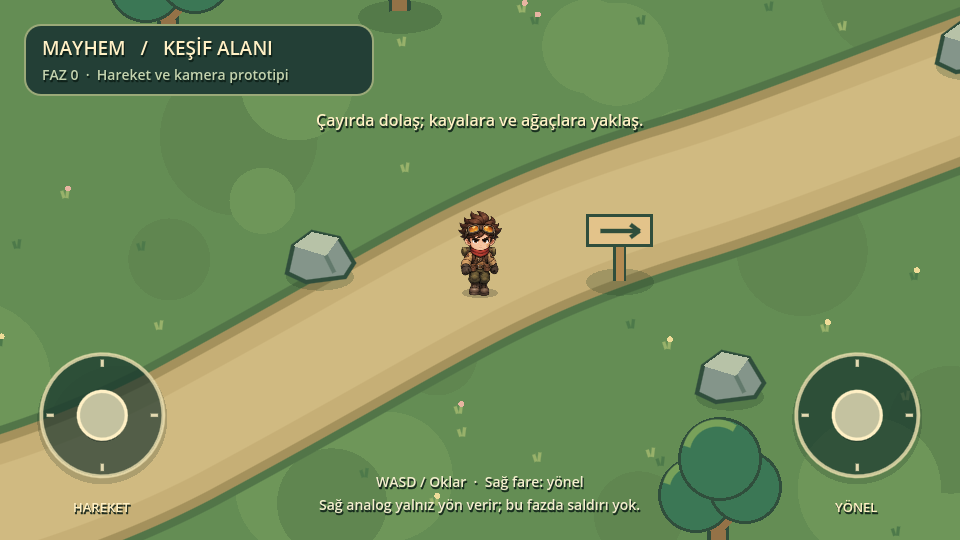 MAYHEM / KEŞİF ALANI
FAZ 0 · Hareket ve kamera prototipi
Çayırda dolaş; kayalara ve ağaçlara yaklaş.
WASD / Oklar · Sağ fare: yönel
Sağ analog yalnız yön verir; bu fazda saldırı yok.
HAREKET
YÖNEL